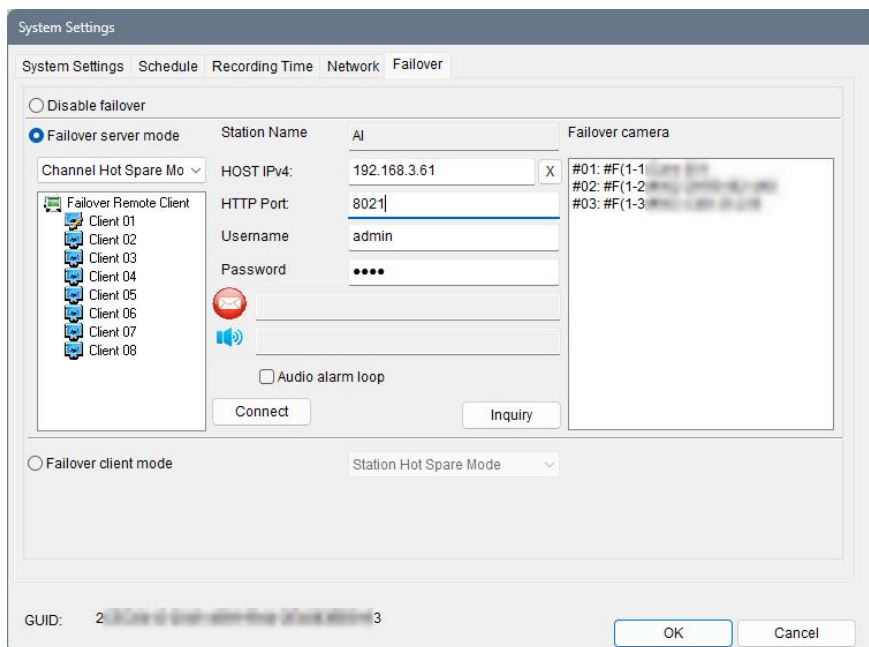 System Settings
System Settings Schedule Recording Time Network Failover
Disable failover
Failover server mode
Channel Hot Spare Mo
Failover Remote Client
Client 01
Client 02
Client 03
Client 04
Client 05
Client 06
Client 07
Client 08
Station Name AI
HOST IPv4: 192.168.3.61 X
HTTP Port: 8021
Username admin
Password ••••
Audio alarm loop
Connect Inquiry
Failover camera
#01: #F(1-1
#02: #F(1-2
#03: #F(1-3
Failover client mode Station Hot Spare Mode
GUID: 2 3
OK Cancel